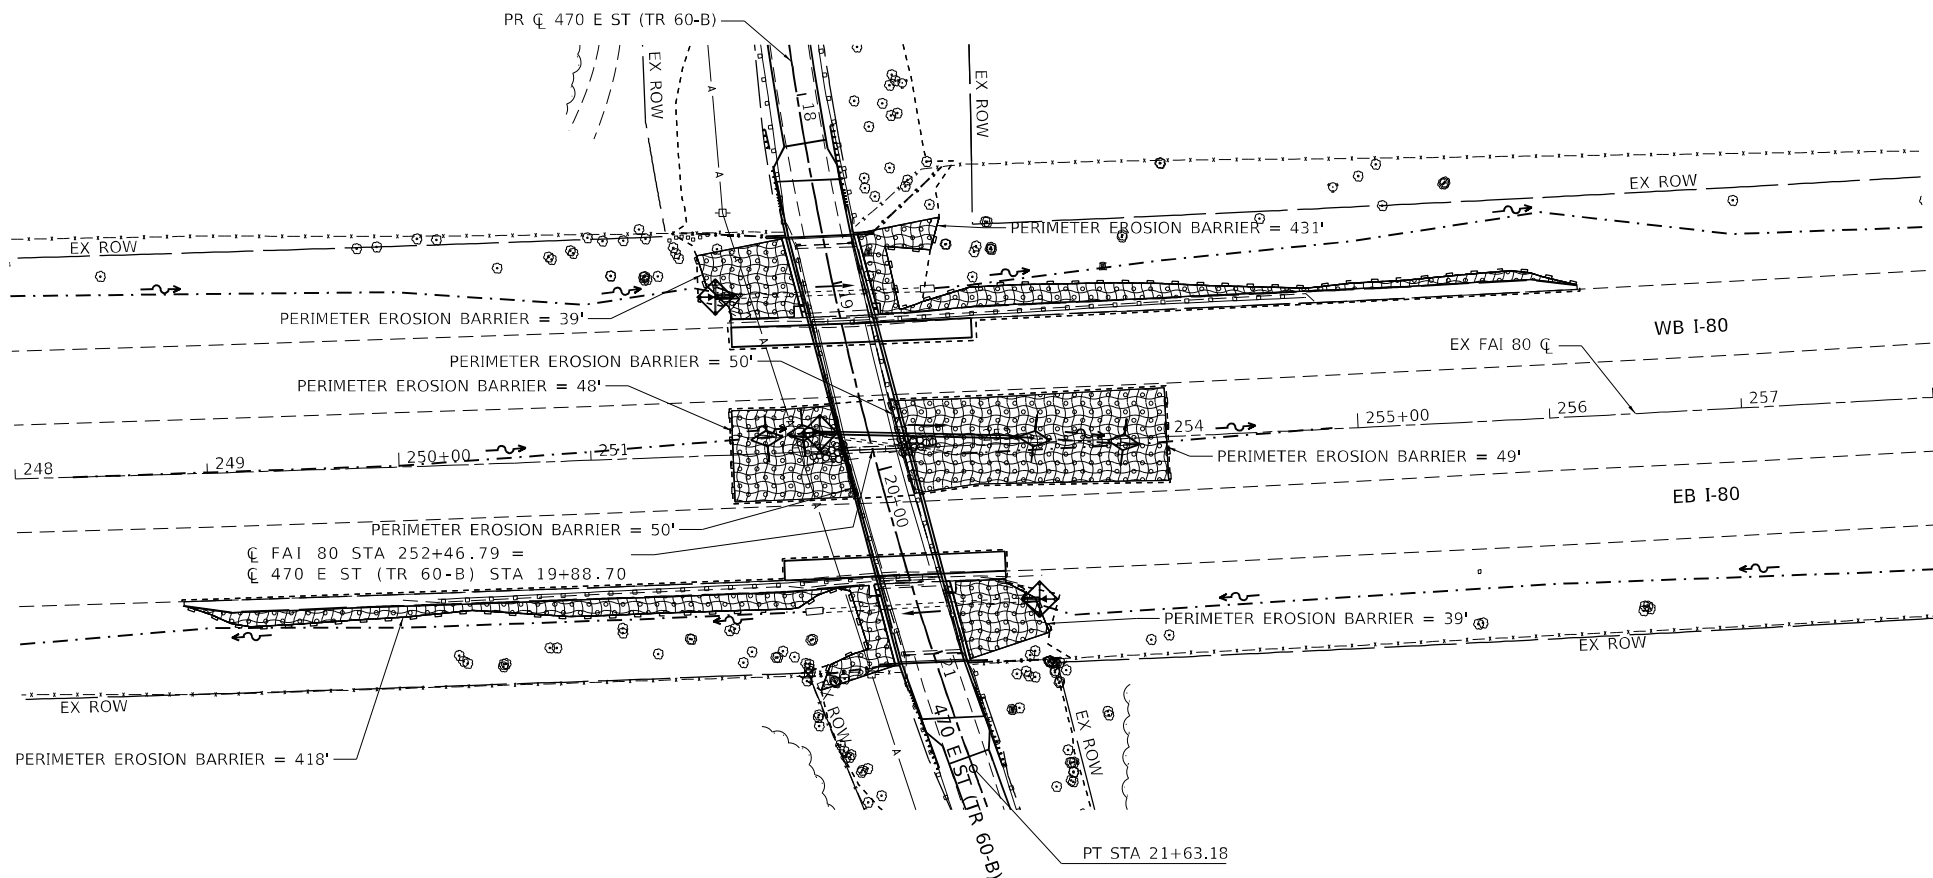 PR ℄ 470 E ST (TR 60-B)
EX ROW
EX ROW
A
18
A
EX ROW
EX ROW
PERIMETER EROSION BARRIER = 431'
PERIMETER EROSION BARRIER = 39'
19
WB I-80
A
EX FAI 80 ℄
PERIMETER EROSION BARRIER = 50'
PERIMETER EROSION BARRIER = 48'
248
249
250+00
251
254
255+00
256
257
PERIMETER EROSION BARRIER = 49'
20+00
EB I-80
A
PERIMETER EROSION BARRIER = 50'
℄ FAI 80 STA 252+46.79 =
℄ 470 E ST (TR 60-B) STA 19+88.70
PERIMETER EROSION BARRIER = 39'
EX ROW
21
A
EX ROW
EX ROW
EX ROW
470 E ST (TR 60-B)
A
PERIMETER EROSION BARRIER = 418'
PT STA 21+63.18